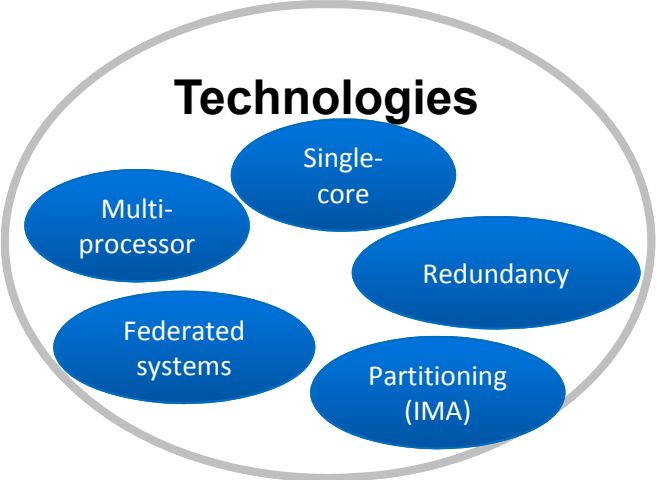 Technologies
Single-
core
Multi-
processor
Redundancy
Federated
systems
Partitioning
(IMA)